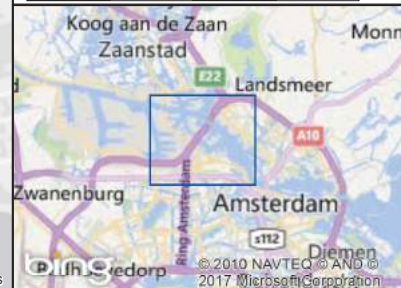 Koog aan de Zaan
Zaanstad
E22
Landsmeer
A10
Zwanenburg
Ring Amsterdam
Amsterdam
s112
Diemen
bing
© 2010 NAVTEQ © AND ©
2017 Microsoft Corporation